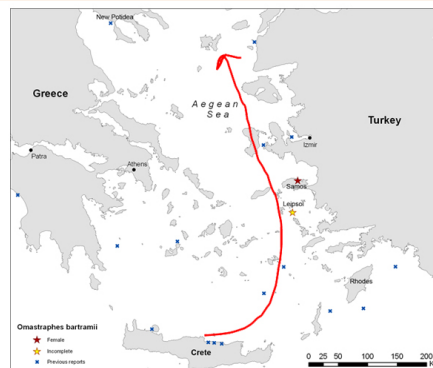 New Potidea
Greece
Aegean
Sea
Turkey
Izmir
Patra
Athens
Samos
Leipsoi
Rhodes
Omastraphes bartramii
Female
Incomplete
Previous reports
Crete
0 25 50 100 150 200